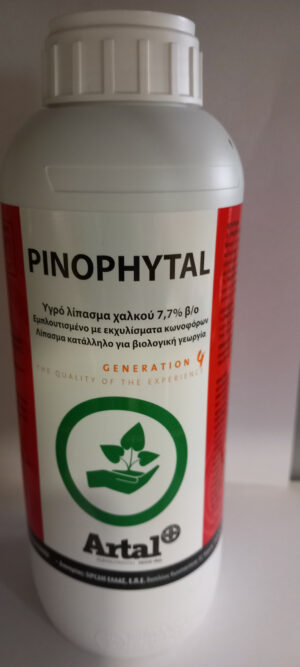 PINOPHYTAL
Υγρό λίπασμα χαλκού 7,7% β/ο
Εμπλουτισμένο με εκχυλίσματα κωνοφόρων
Λίπασμα κατάλληλο για βιολογική γεωργία
GENERATION 4
THE QUALITY OF THE EXPERIENCE
Artal